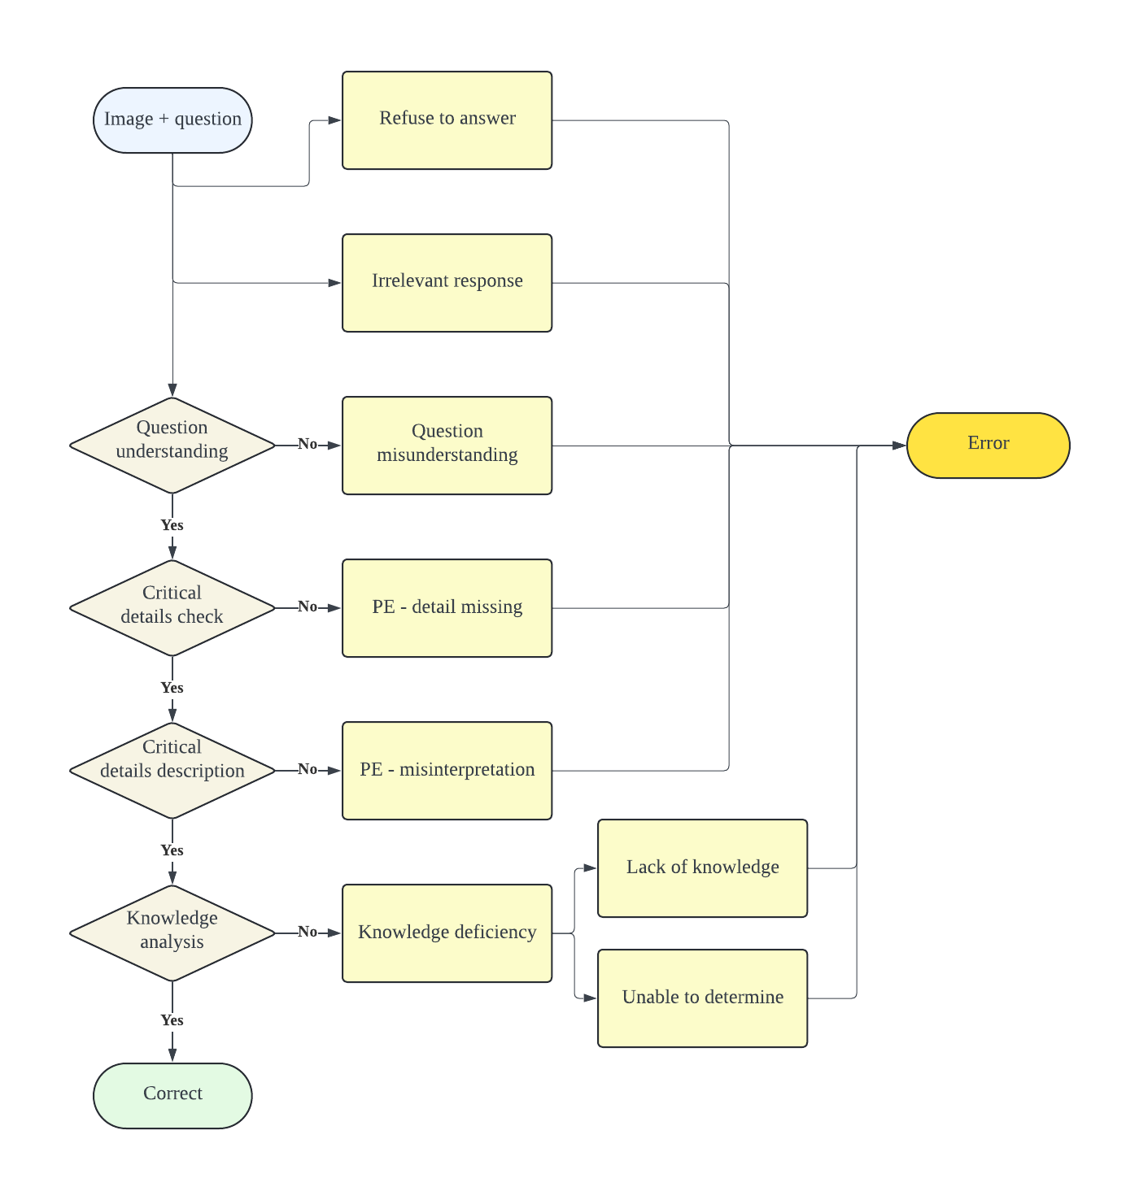 Image + question
Refuse to answer
Irrelevant response
Question
understanding
No
Question
misunderstanding
Error
Yes
Critical
details check
No
PE - detail missing
Yes
Critical
details description
No
PE - misinterpretation
Yes
Knowledge
analysis
No
Knowledge deficiency
Lack of knowledge
Unable to determine
Yes
Correct